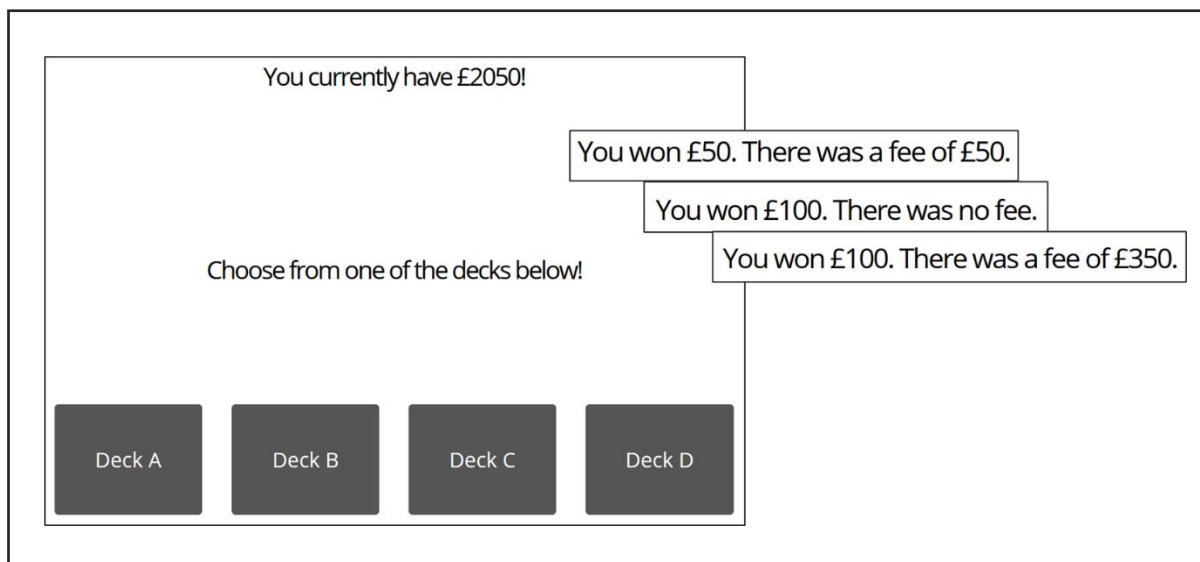 You currently have £2050!
You won £50. There was a fee of £50.
You won £100. There was no fee.
You won £100. There was a fee of £350.
Choose from one of the decks below!
Deck A
Deck B
Deck C
Deck D